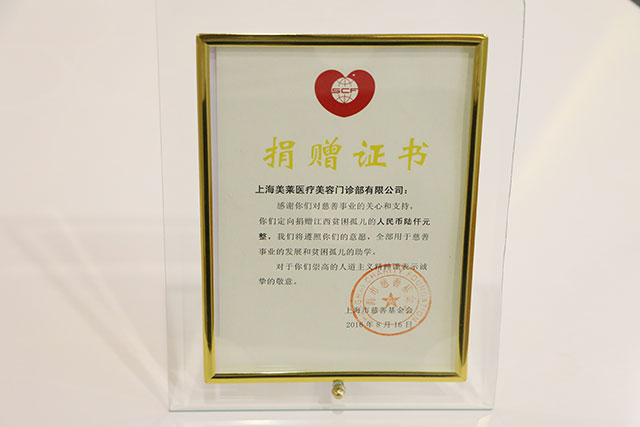 SCF
捐赠证书
上海美莱医疗美容门诊部有限公司：
感谢你们对慈善事业的关心和支持，
你们定向捐赠江西贫困孤儿的人民币陆仟元
整，我们将遵照你们的意愿，全部用于慈善
事业的发展和贫困孤儿的助学。
对于你们崇高的人道主义精神谨表示诚
挚的敬意。
上海市慈善基金会
2016年8月16日